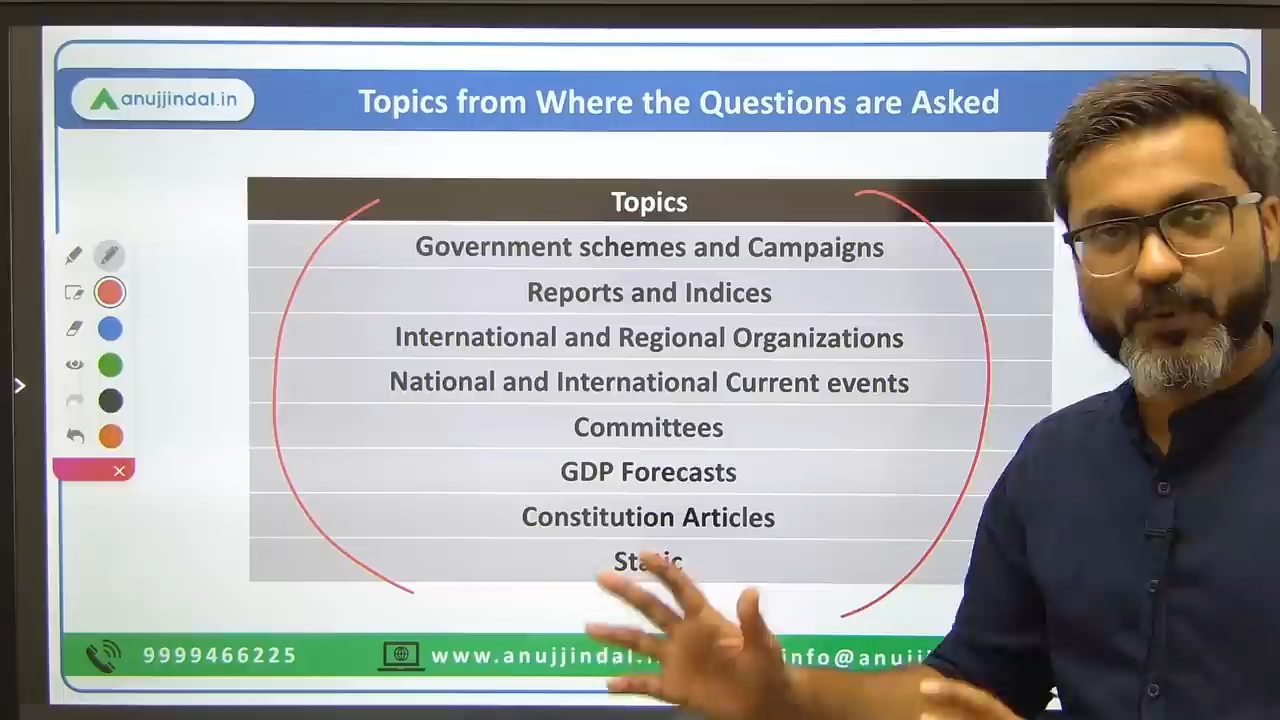 anujjindal.in
Topics from Where the Questions are Asked
Topics
Government schemes and Campaigns
Reports and Indices
International and Regional Organizations
National and International Current events
Committees
GDP Forecasts
Constitution Articles
9999466225